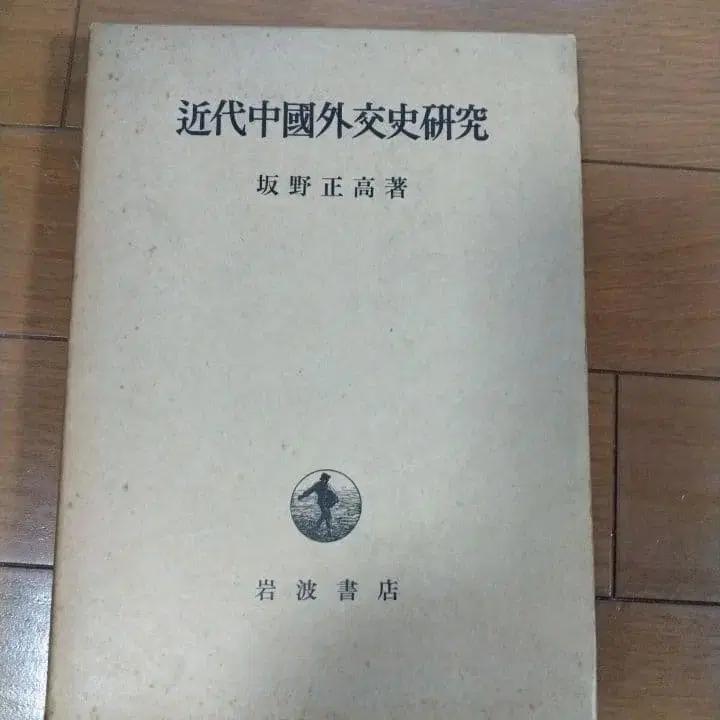 近代中國外交史研究
坂野正高著
岩波書店